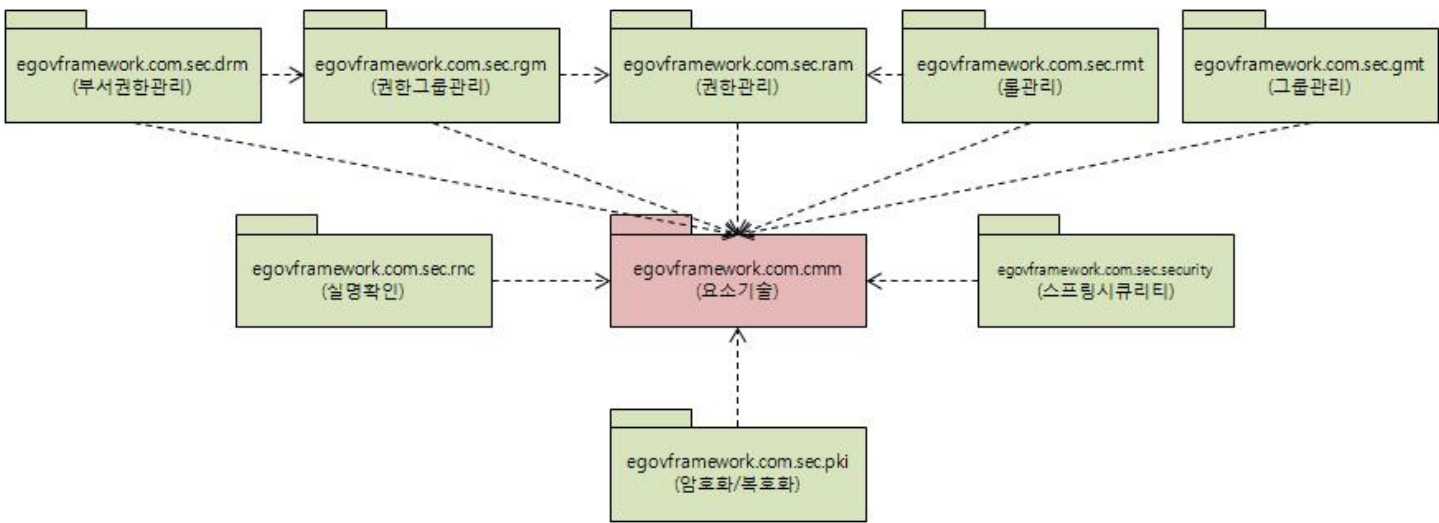 egovframework.com.sec.drm
(부서권한관리)
egovframework.com.sec.rgm
(권한그룹관리)
egovframework.com.sec.ram
(권한관리)
egovframework.com.sec.rmt
(롤관리)
egovframework.com.sec.gmt
(그룹관리)
egovframework.com.sec.rnc
(실명확인)
egovframework.com.cmm
(요소기술)
egovframework.com.sec.security
(스프링시큐리티)
egovframework.com.sec.pki
(암호화/복호화)